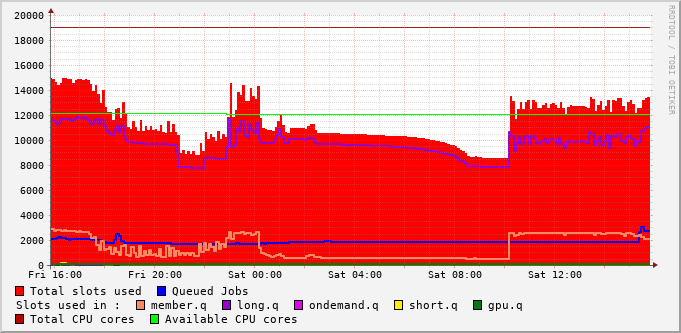 RRDTOOL / TOBI OETIKER
20000
18000
16000
14000
12000
10000
8000
6000
4000
2000
0
Fri 16:00 Fri 20:00 Sat 00:00 Sat 04:00 Sat 08:00 Sat 12:00
Total slots used Queued Jobs
Slots used in : member.q long.q ondemand.q short.q gpu.q
Total CPU cores Available CPU cores